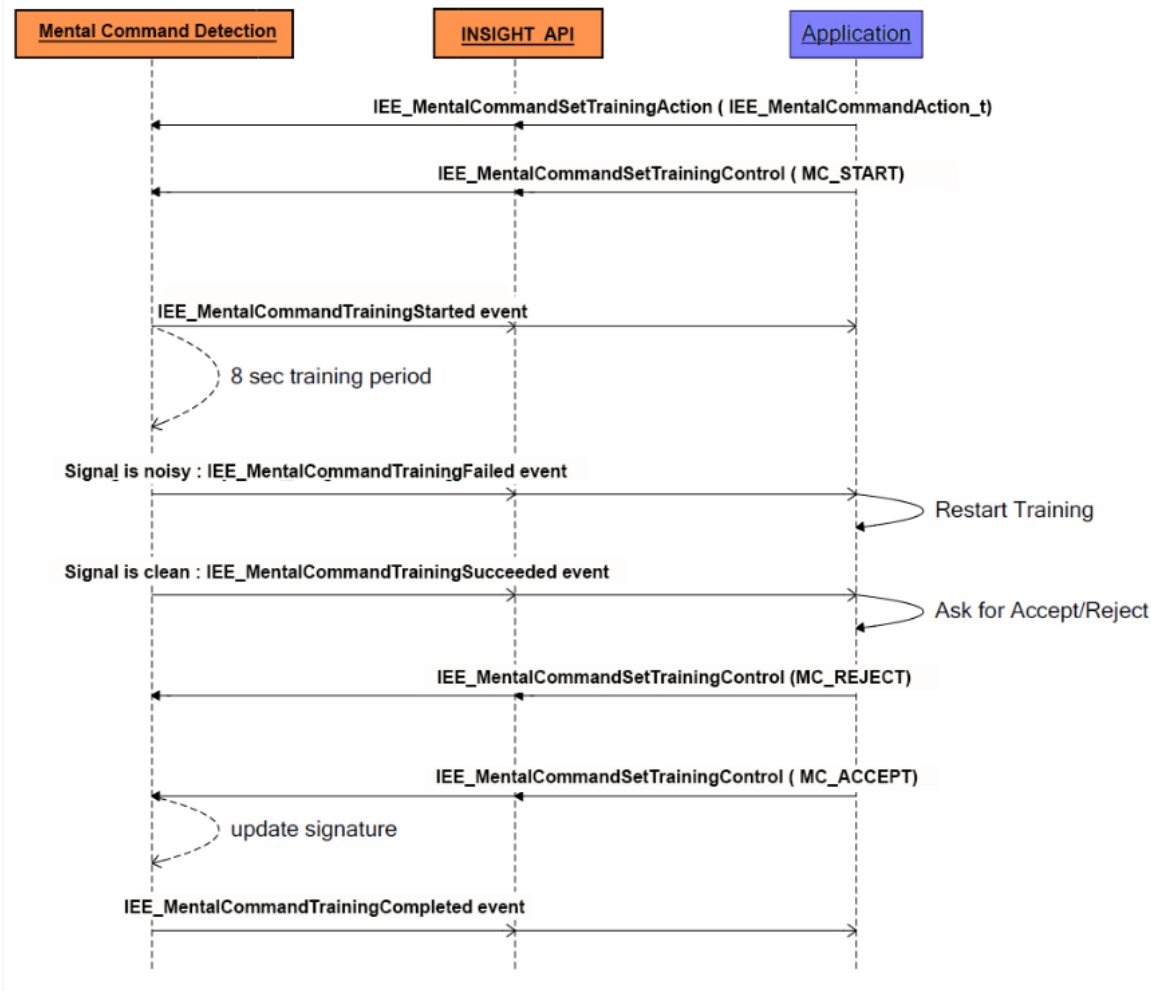 Mental Command Detection
INSIGHT API
Application
IEE_MentalCommandSetTrainingAction ( IEE_MentalCommandAction_t)
IEE_MentalCommandSetTrainingControl ( MC_START)
IEE_MentalCommandTrainingStarted event
8 sec training period
Signal is noisy : IEE_MentalCommandTrainingFailed event
Restart Training
Signal is clean : IEE_MentalCommandTrainingSucceeded event
Ask for Accept/Reject
IEE_MentalCommandSetTrainingControl (MC_REJECT)
IEE_MentalCommandSetTrainingControl ( MC_ACCEPT)
update signature
IEE_MentalCommandTrainingCompleted event